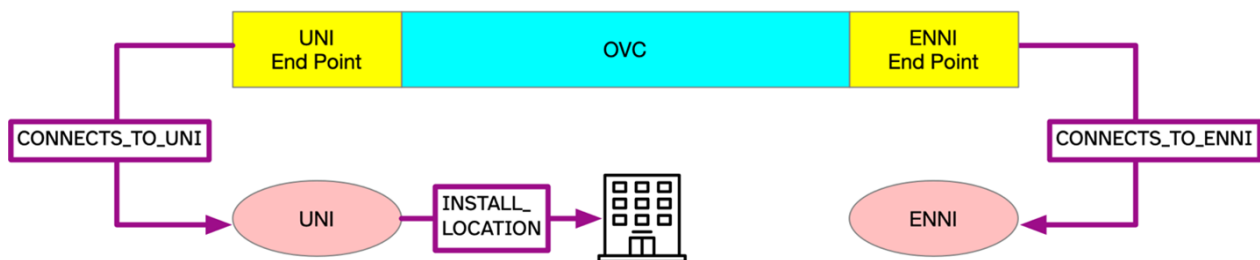 UNI
End Point
OVC
ENNI
End Point
CONNECTS_TO_UNI
CONNECTS_TO_ENNI
UNI
INSTALL_
LOCATION
ENNI